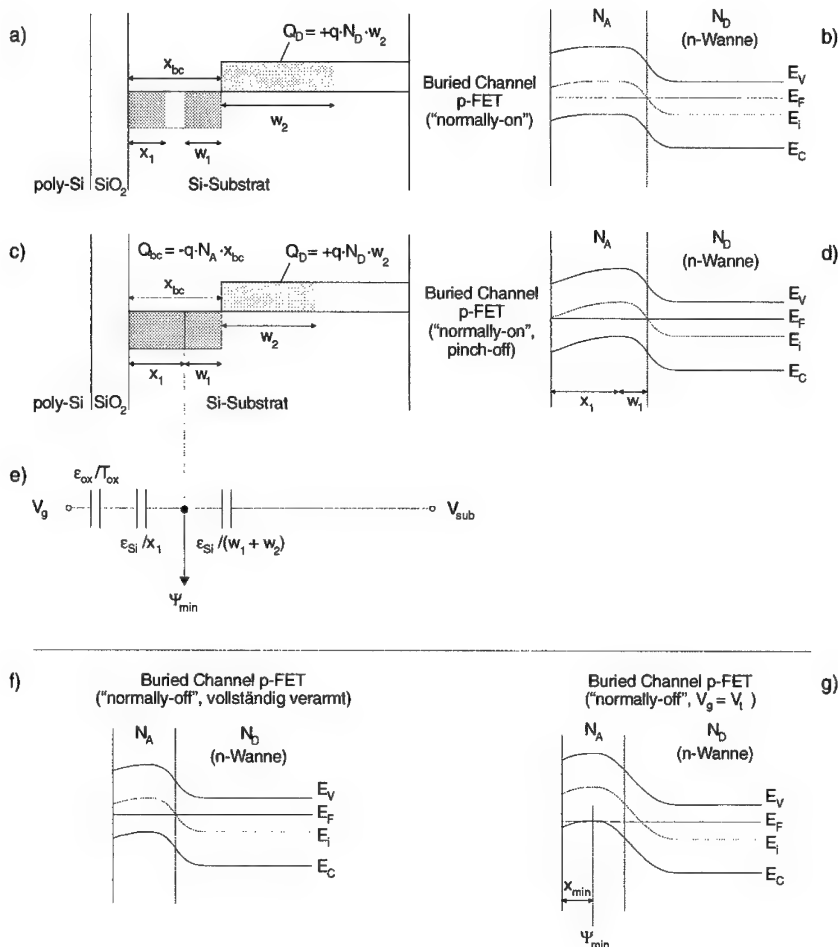 a)
x_bc
Q_D = +q·N_D·w_2
x_1
w_1
w_2
poly-Si
SiO_2
Si-Substrat
Buried Channel
p-FET
("normally-on")
b)
N_A
N_D
(n-Wanne)
E_V
E_F
E_i
E_C
c)
Q_bc = -q·N_A·x_bc
Q_D = +q·N_D·w_2
x_bc
x_1
w_1
w_2
poly-Si
SiO_2
Si-Substrat
Buried Channel
p-FET
("normally-on",
pinch-off)
d)
N_A
N_D
(n-Wanne)
E_V
E_F
E_i
E_C
x_1
w_1
e)
ε_ox/T_ox
V_g
V_sub
ε_Si/x_1
ε_Si/(w_1 + w_2)
Ψ_min
f)
Buried Channel p-FET
("normally-off", vollständig verarmt)
N_A
N_D
(n-Wanne)
E_V
E_F
E_i
E_C
g)
Buried Channel p-FET
("normally-off", V_g = V_t )
N_A
N_D
(n-Wanne)
E_V
E_F
E_i
E_C
x_min
Ψ_min